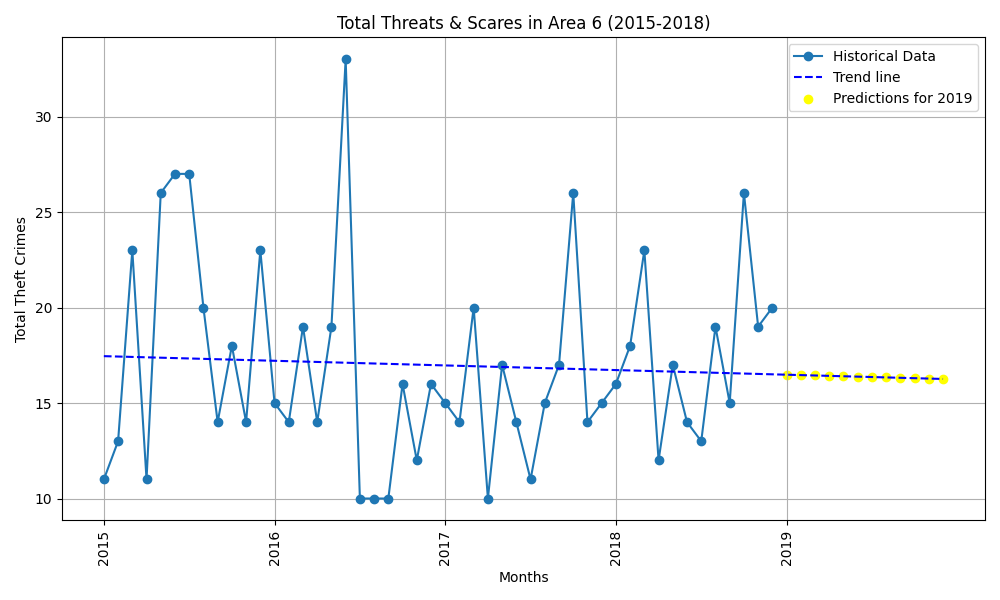 Total Threats & Scares in Area 6 (2015-2018)
Historical Data
Trend line
Predictions for 2019
Total Theft Crimes
30
25
20
15
10
2015
2016
2017
2018
2019
Months